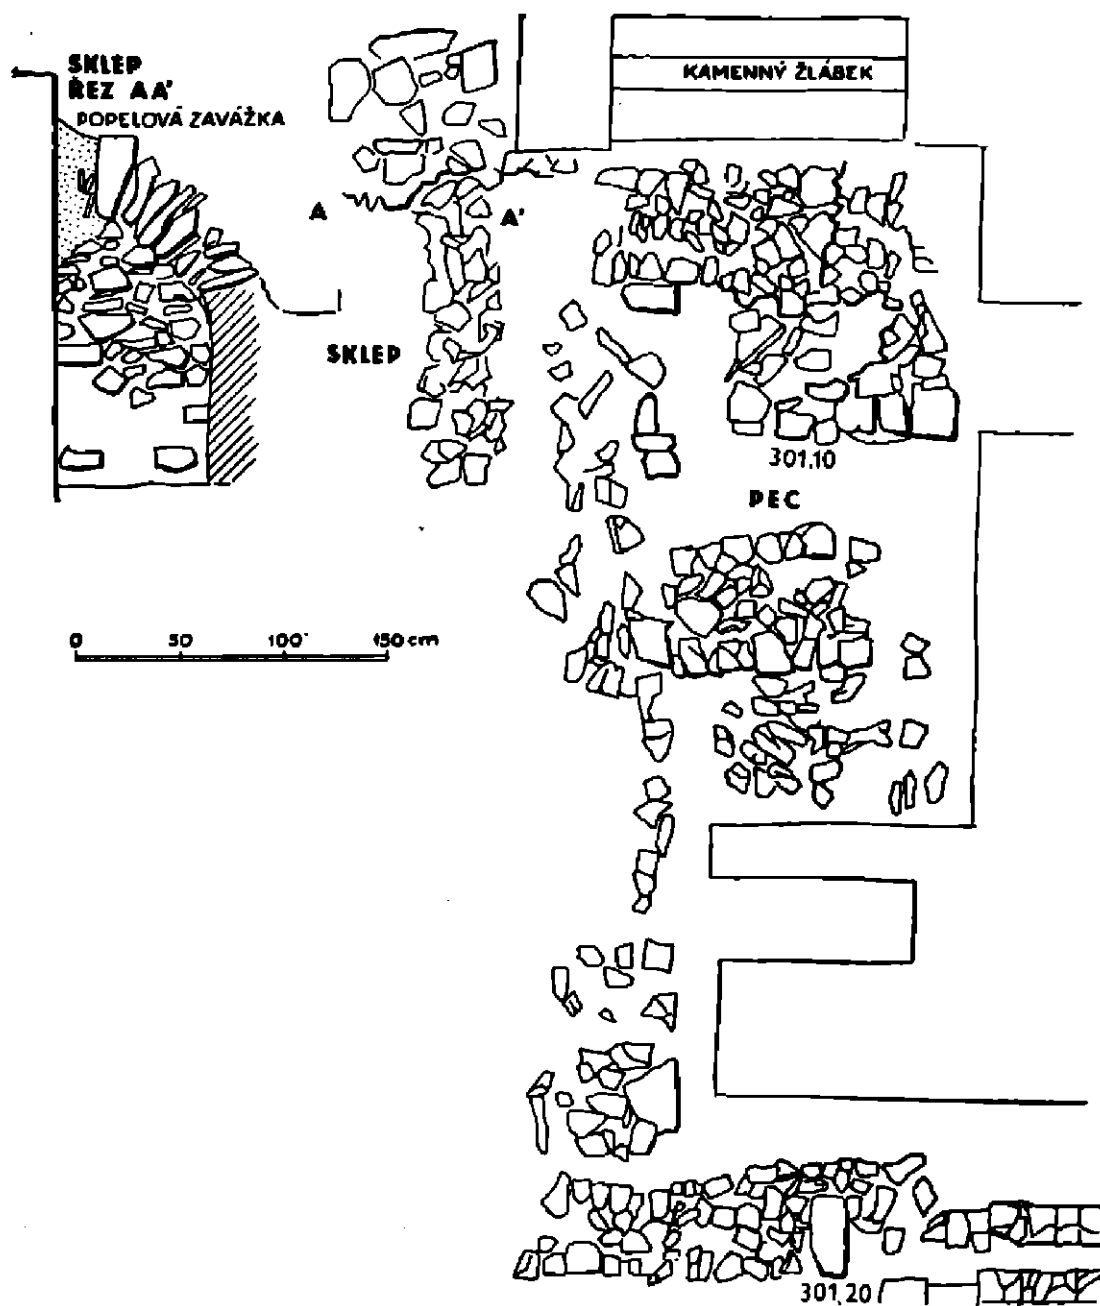 SKLEP
ŘEZ AA'
POPELOVÁ ZAVÁŽKA
KAMENNÝ ŽLÁBEK
A
A'
SKLEP
301,10
PEC
0 50 100 150 cm
301,20